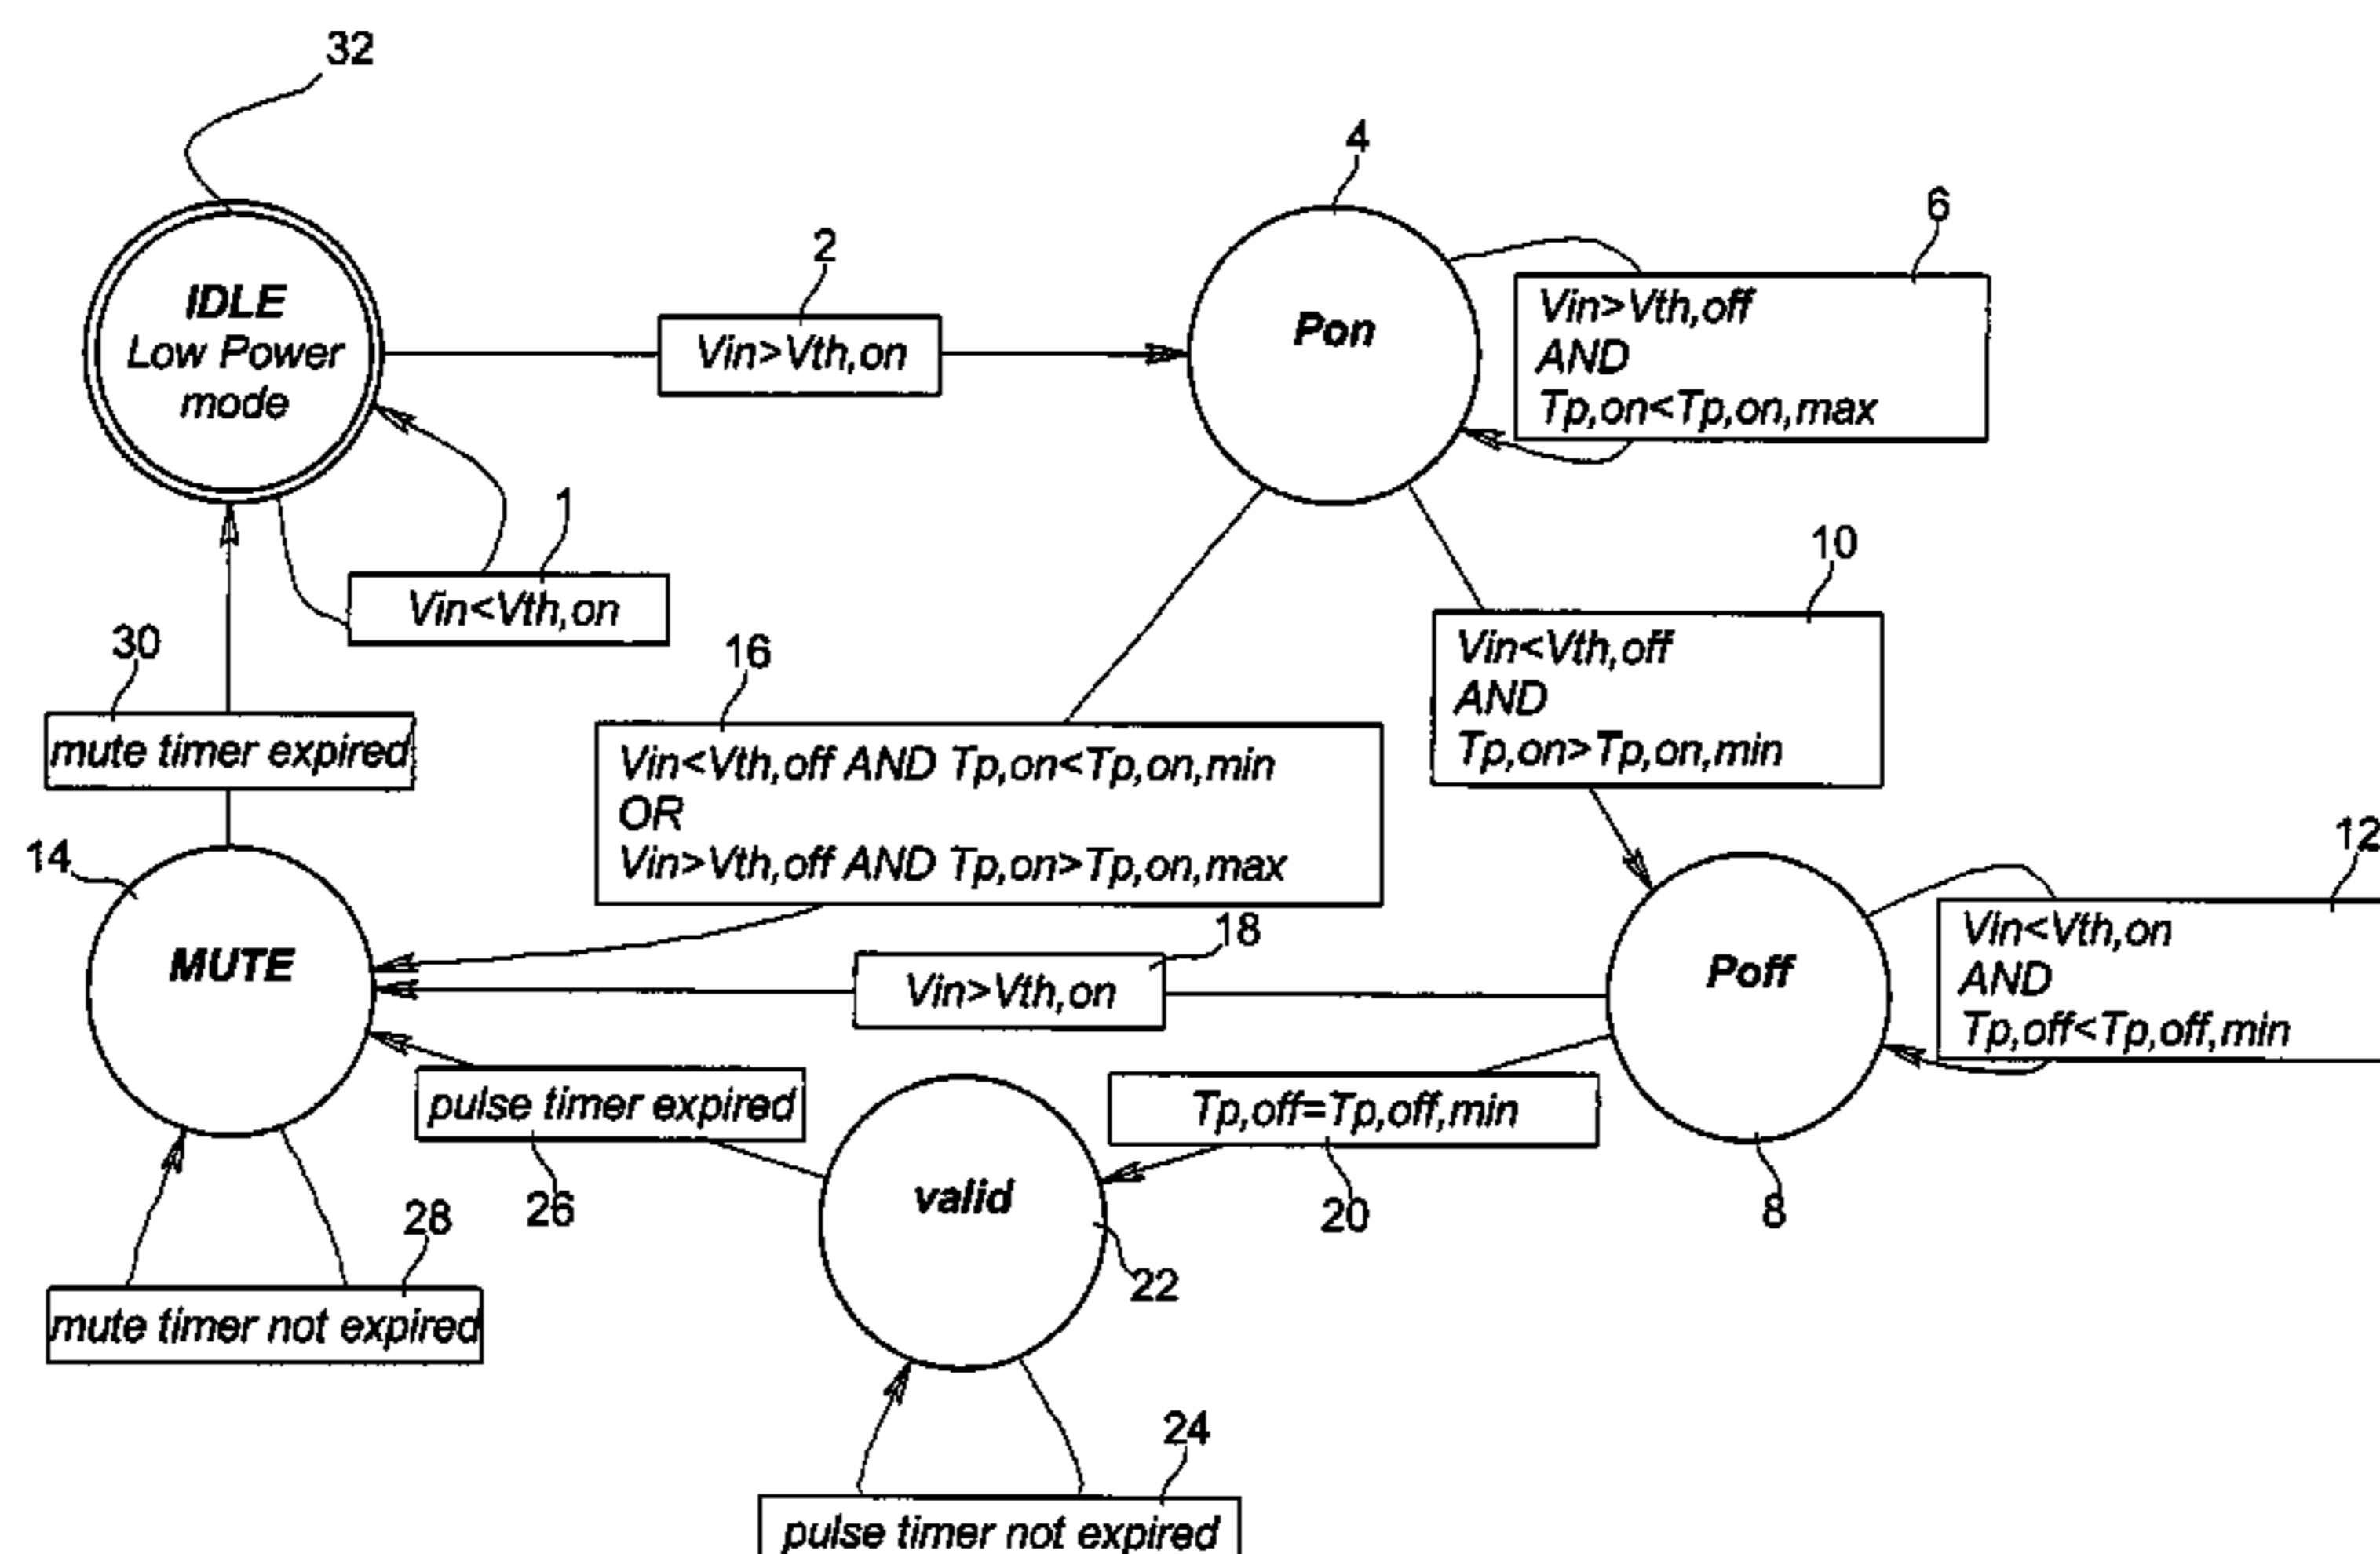 32
4
6
2
IDLE
Low Power
mode
Vin>Vth,on
Pon
Vin>Vth,off
AND
Tp,on<Tp,on,max
1
Vin<Vth,on
10
Vin<Vth,off
AND
Tp,on>Tp,on,min
30
mute timer expired
16
Vin<Vth,off AND Tp,on<Tp,on,min
OR
Vin>Vth,off AND Tp,on>Tp,on,max
14
MUTE
18
Vin>Vth,on
Poff
12
Vin<Vth,on
AND
Tp,off<Tp,off,min
pulse timer expired
26
Tp,off=Tp,off,min
20
8
valid
22
28
mute timer not expired
24
pulse timer not expired